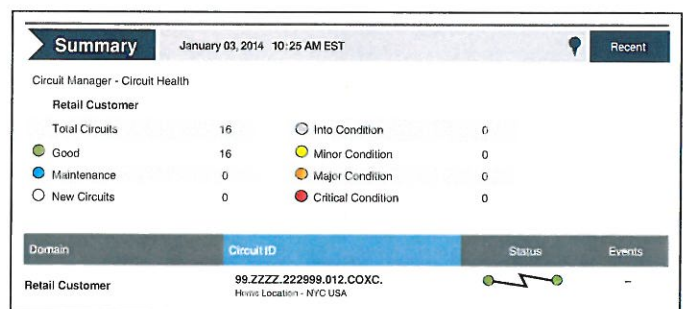 Summary January 03, 2014 10:25 AM EST Recent
Circuit Manager - Circuit Health
Retail Customer
Total Circuits 16 Into Condition 0
Good 16 Minor Condition 0
Maintenance 0 Major Condition 0
New Circuits 0 Critical Condition 0
Domain Circuit ID Status Events
Retail Customer 99.ZZZZ.222999.012.COXC. –
Home Location - NYC USA